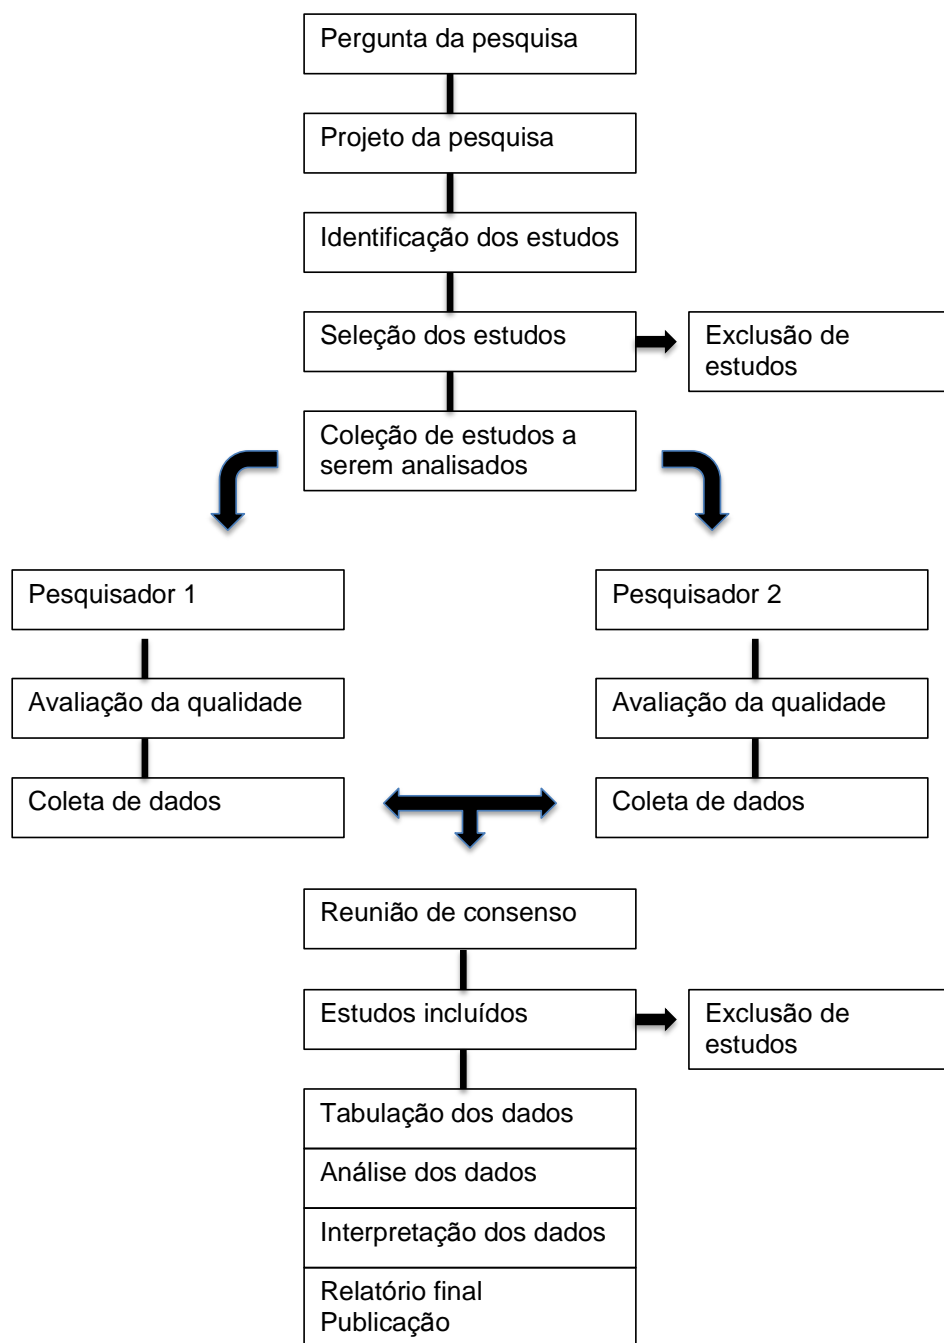 Pergunta da pesquisa
Projeto da pesquisa
Identificação dos estudos
Seleção dos estudos
Exclusão de
estudos
Coleção de estudos a
serem analisados
Pesquisador 1
Pesquisador 2
Avaliação da qualidade
Avaliação da qualidade
Coleta de dados
Coleta de dados
Reunião de consenso
Estudos incluídos
Exclusão de
estudos
Tabulação dos dados
Análise dos dados
Interpretação dos dados
Relatório final
Publicação